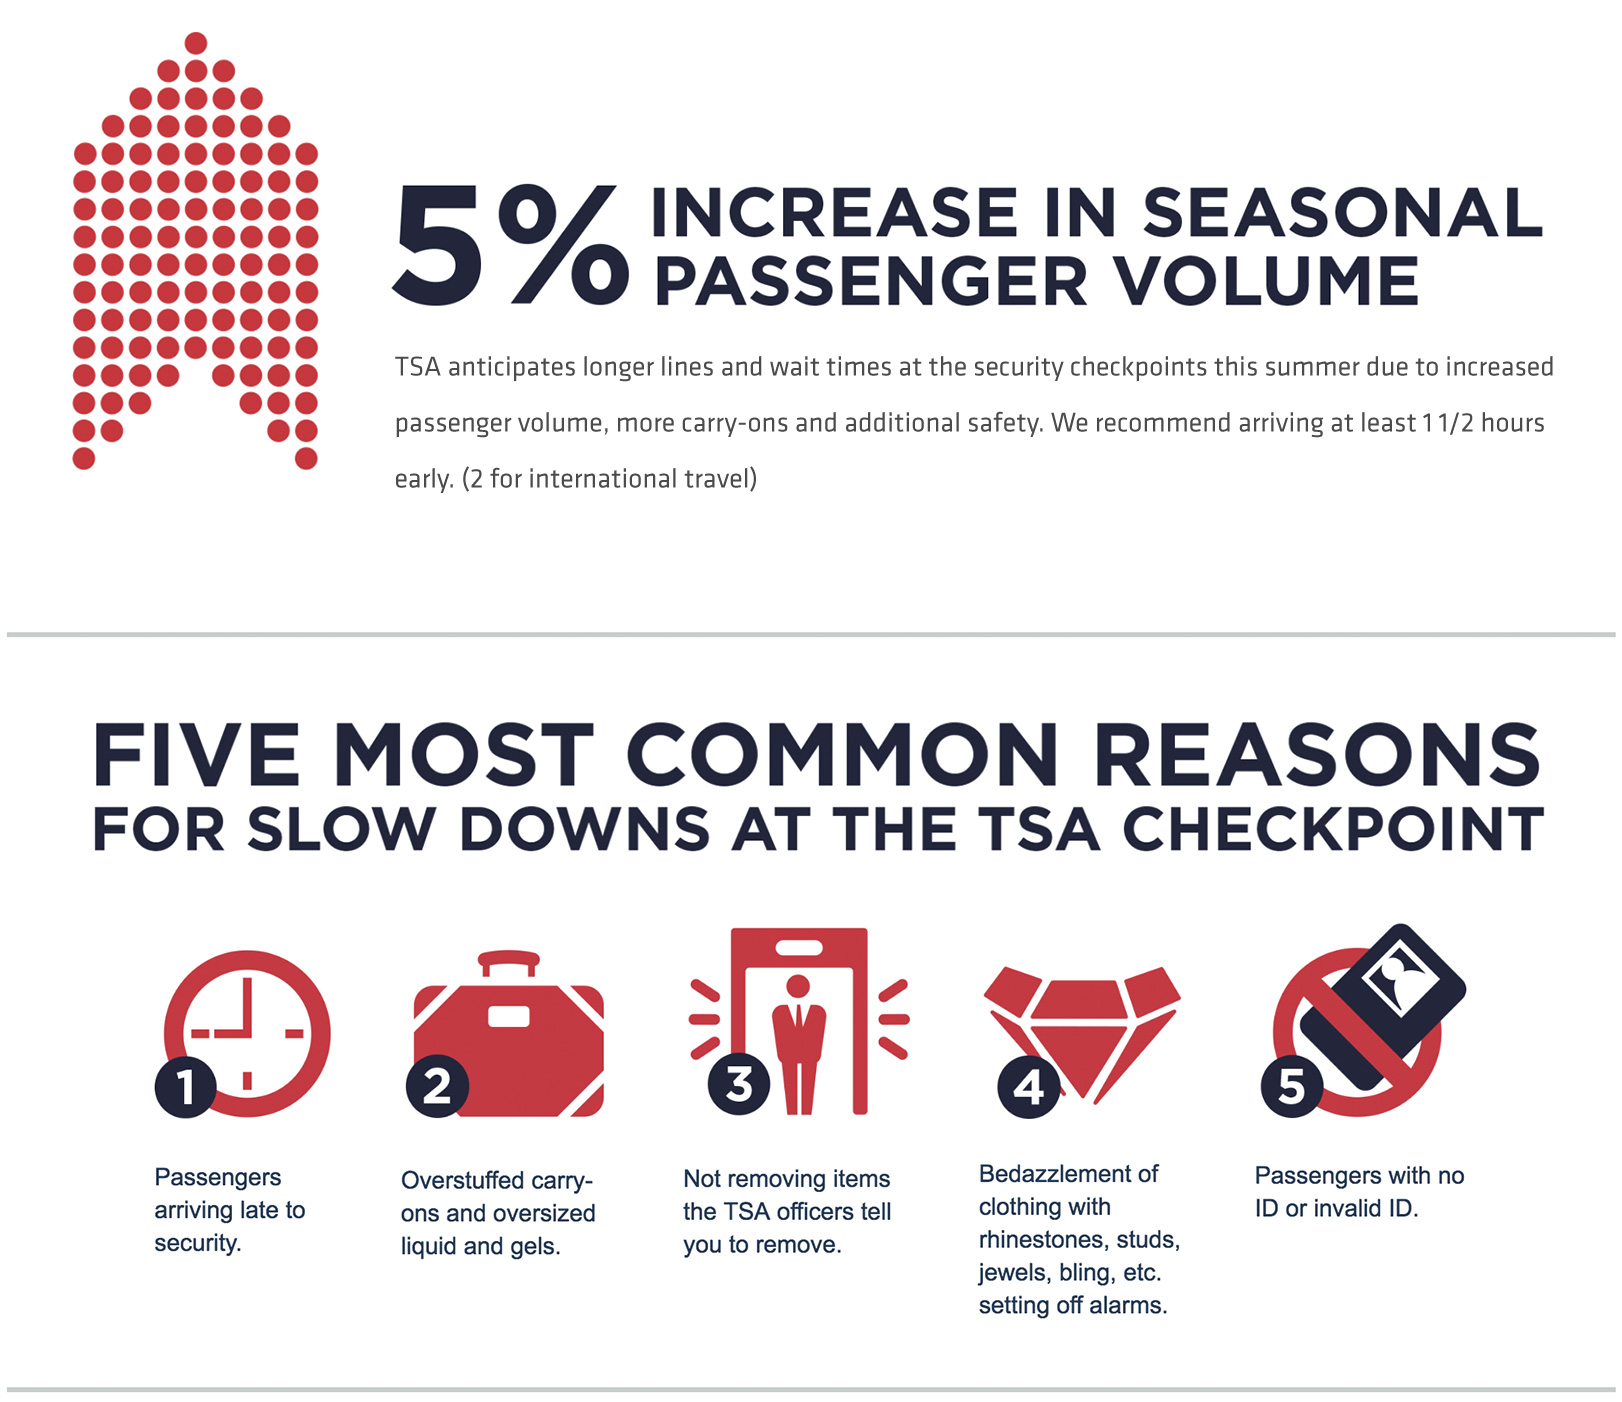 5% INCREASE IN SEASONAL
PASSENGER VOLUME
TSA anticipates longer lines and wait times at the security checkpoints this summer due to increased
passenger volume, more carry-ons and additional safety. We recommend arriving at least 1 1/2 hours
early. (2 for international travel)
FIVE MOST COMMON REASONS
FOR SLOW DOWNS AT THE TSA CHECKPOINT
1
Passengers
arriving late to
security.
2
Overstuffed carry-
ons and oversized
liquid and gels.
3
Not removing items
the TSA officers tell
you to remove.
4
Bedazzlement of
clothing with
rhinestones, studs,
jewels, bling, etc.
setting off alarms.
5
Passengers with no
ID or invalid ID.